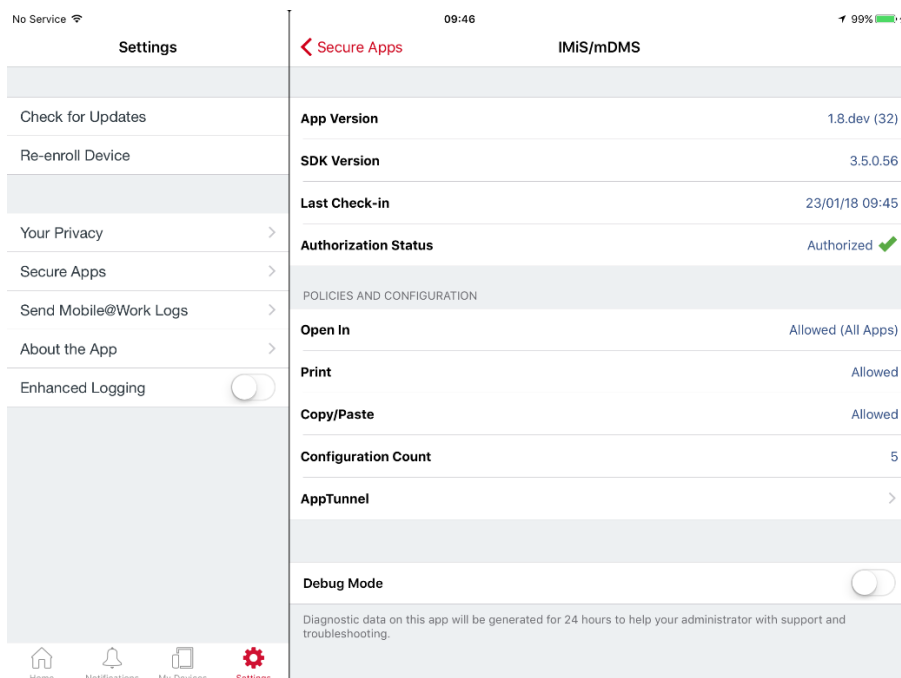 No Service
09:46
99%
Settings
Secure Apps
IMiS/mDMS
Check for Updates
Re-enroll Device
Your Privacy
Secure Apps
Send Mobile@Work Logs
About the App
Enhanced Logging
App Version
1.8.dev (32)
SDK Version
3.5.0.56
Last Check-in
23/01/18 09:45
Authorization Status
Authorized
POLICIES AND CONFIGURATION
Open In
Allowed (All Apps)
Print
Allowed
Copy/Paste
Allowed
Configuration Count
5
AppTunnel
Debug Mode
Diagnostic data on this app will be generated for 24 hours to help your administrator with support and
troubleshooting.
Home
Notifications
My Devices
Settings